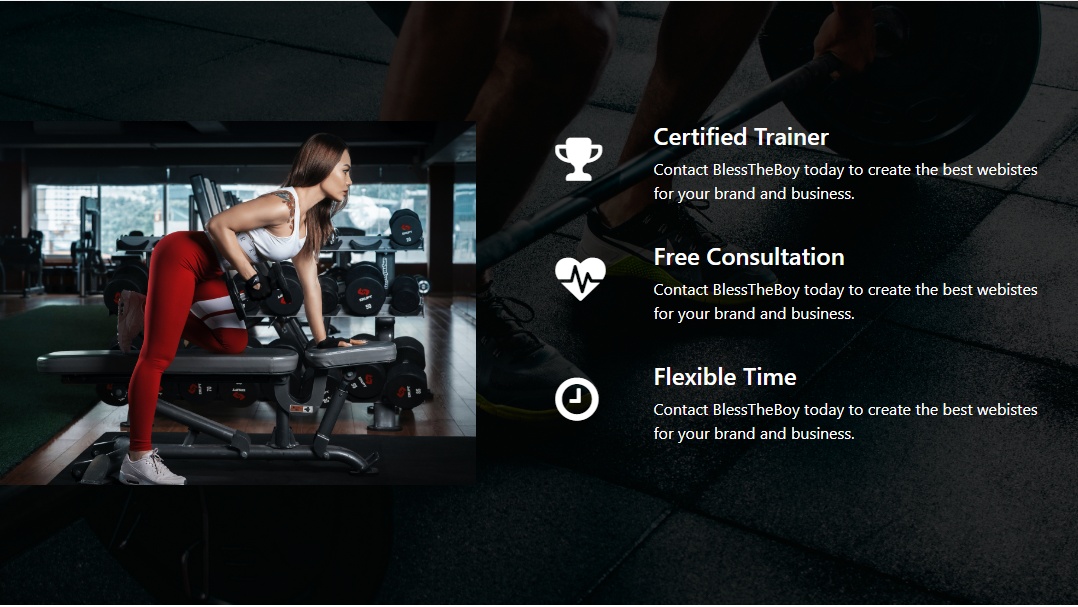 Certified Trainer
Contact BlessTheBoy today to create the best webistes
for your brand and business.
Free Consultation
Contact BlessTheBoy today to create the best webistes
for your brand and business.
Flexible Time
Contact BlessTheBoy today to create the best webistes
for your brand and business.